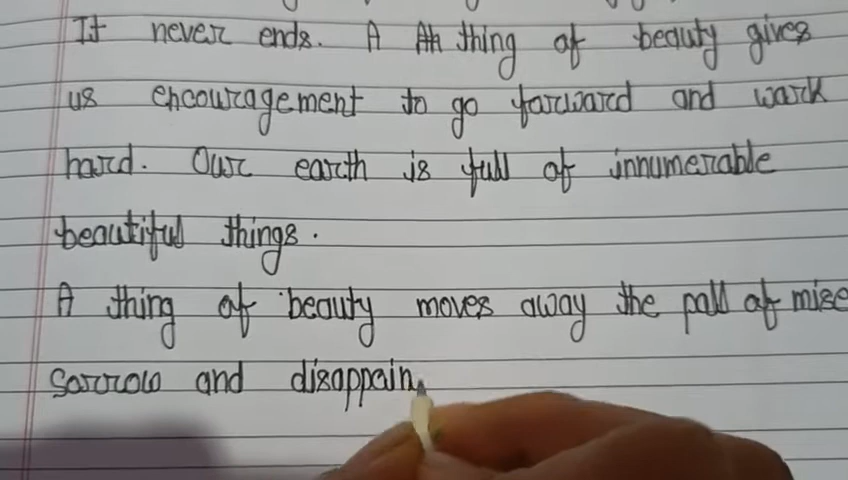 It never ends. A Ah thing of beauty gives
us encouragement to go forward and work
hard. Our earth is full of innumerable
beautiful things.
A thing of beauty moves away the pall of mise
sorrow and disappain